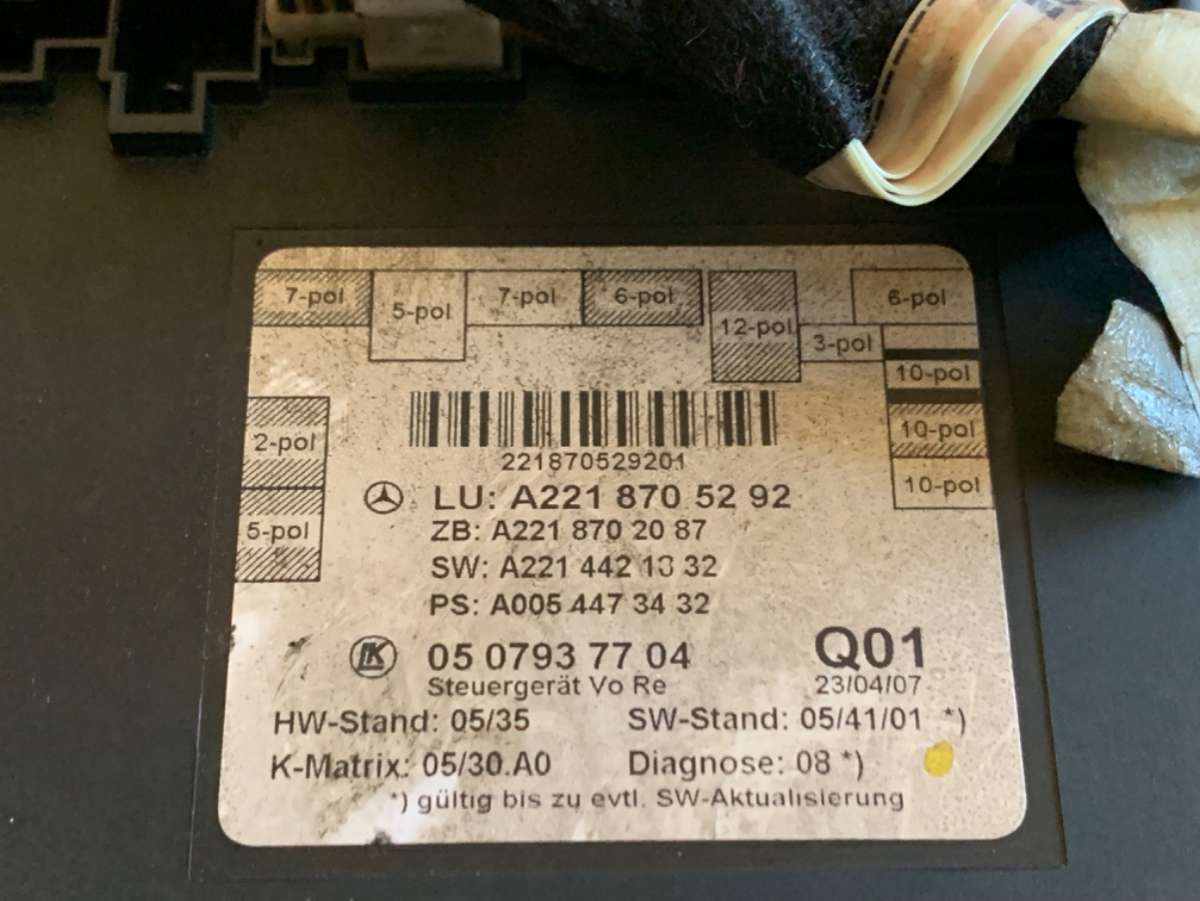 7-pol
5-pol
7-pol
6-pol
12-pol
3-pol
6-pol
10-pol
10-pol
10-pol
2-pol
5-pol
221870529201
LU: A221 870 52 92
ZB: A221 870 20 87
SW: A221 442 13 32
PS: A005 447 34 32
LK 05 0793 77 04
Q01
Steuergerät Vo Re
23/04/07
HW-Stand: 05/35 SW-Stand: 05/41/01 *)
K-Matrix: 05/30.A0 Diagnose: 08 *)
*) gültig bis zu evtl. SW-Aktualisierung